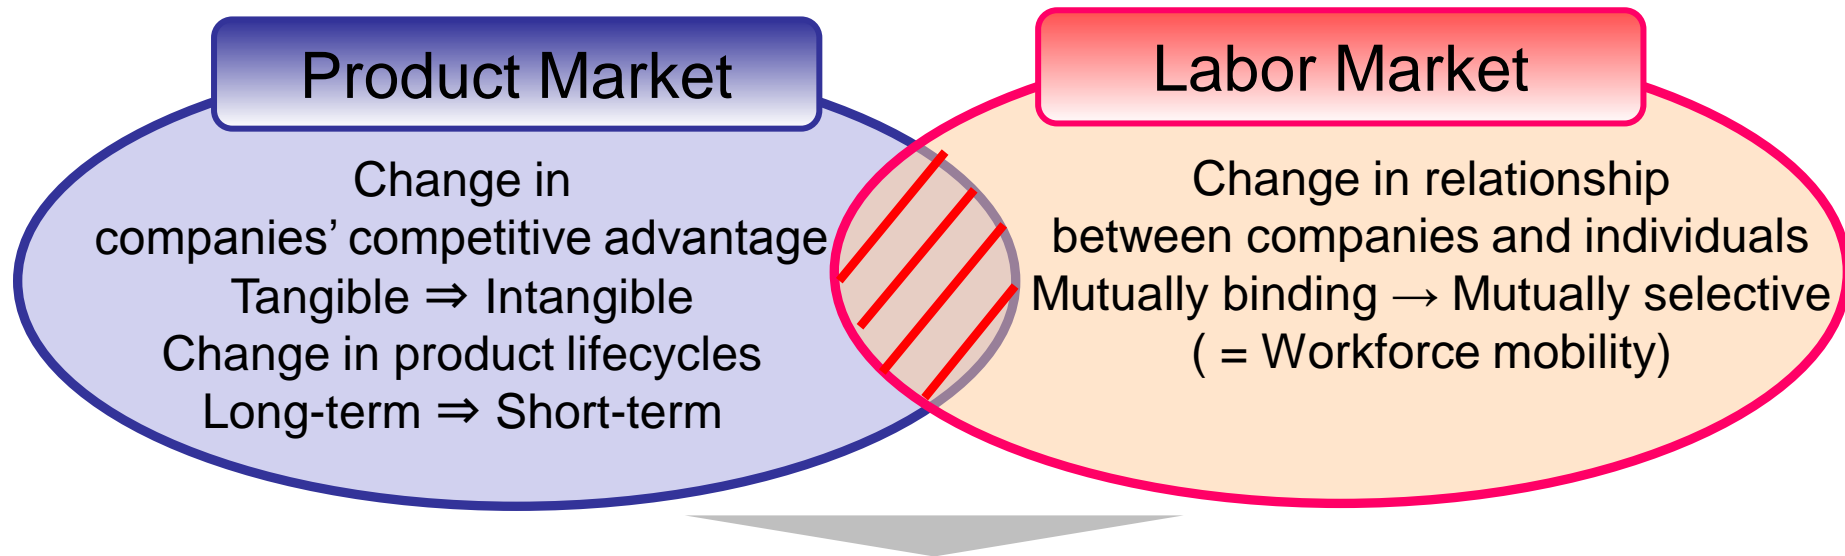 Product Market
Change in
companies’ competitive advantage
Tangible ⇒ Intangible
Change in product lifecycles
Long-term ⇒ Short-term
Labor Market
Change in relationship
between companies and individuals
Mutually binding → Mutually selective
( = Workforce mobility)